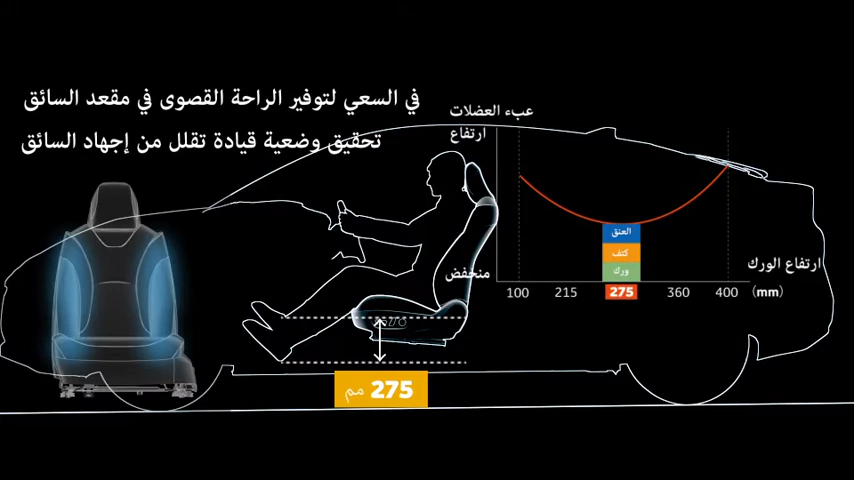 في السعي لتوفير الراحة القصوى في مقعد السائق
تحقيق وضعية قيادة تقلل من إجهاد السائق
عبء العضلات
ارتفاع
العنق
كتف
ورك
منخفض
ارتفاع الورك
100 215 275 360 400 (mm)
275 مم